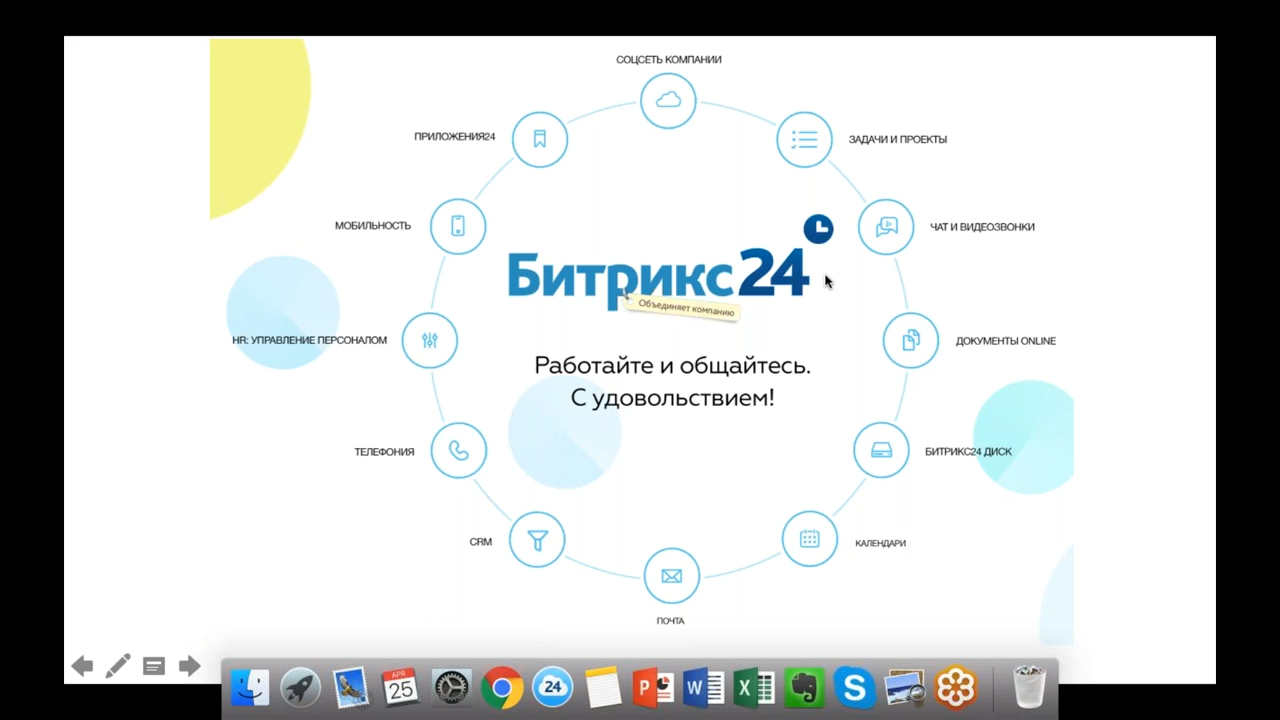 СОЦСЕТЬ КОМПАНИИ
ПРИЛОЖЕНИЯ24
ЗАДАЧИ И ПРОЕКТЫ
МОБИЛЬНОСТЬ
ЧАТ И ВИДЕОЗВОНКИ
Битрикс24
Объединяет компанию
HR: УПРАВЛЕНИЕ ПЕРСОНАЛОМ
ДОКУМЕНТЫ ONLINE
Работайте и общайтесь.
С удовольствием!
ТЕЛЕФОНИЯ
БИТРИКС24 ДИСК
CRM
КАЛЕНДАРИ
ПОЧТА
APR
25
24
P
W
X
S